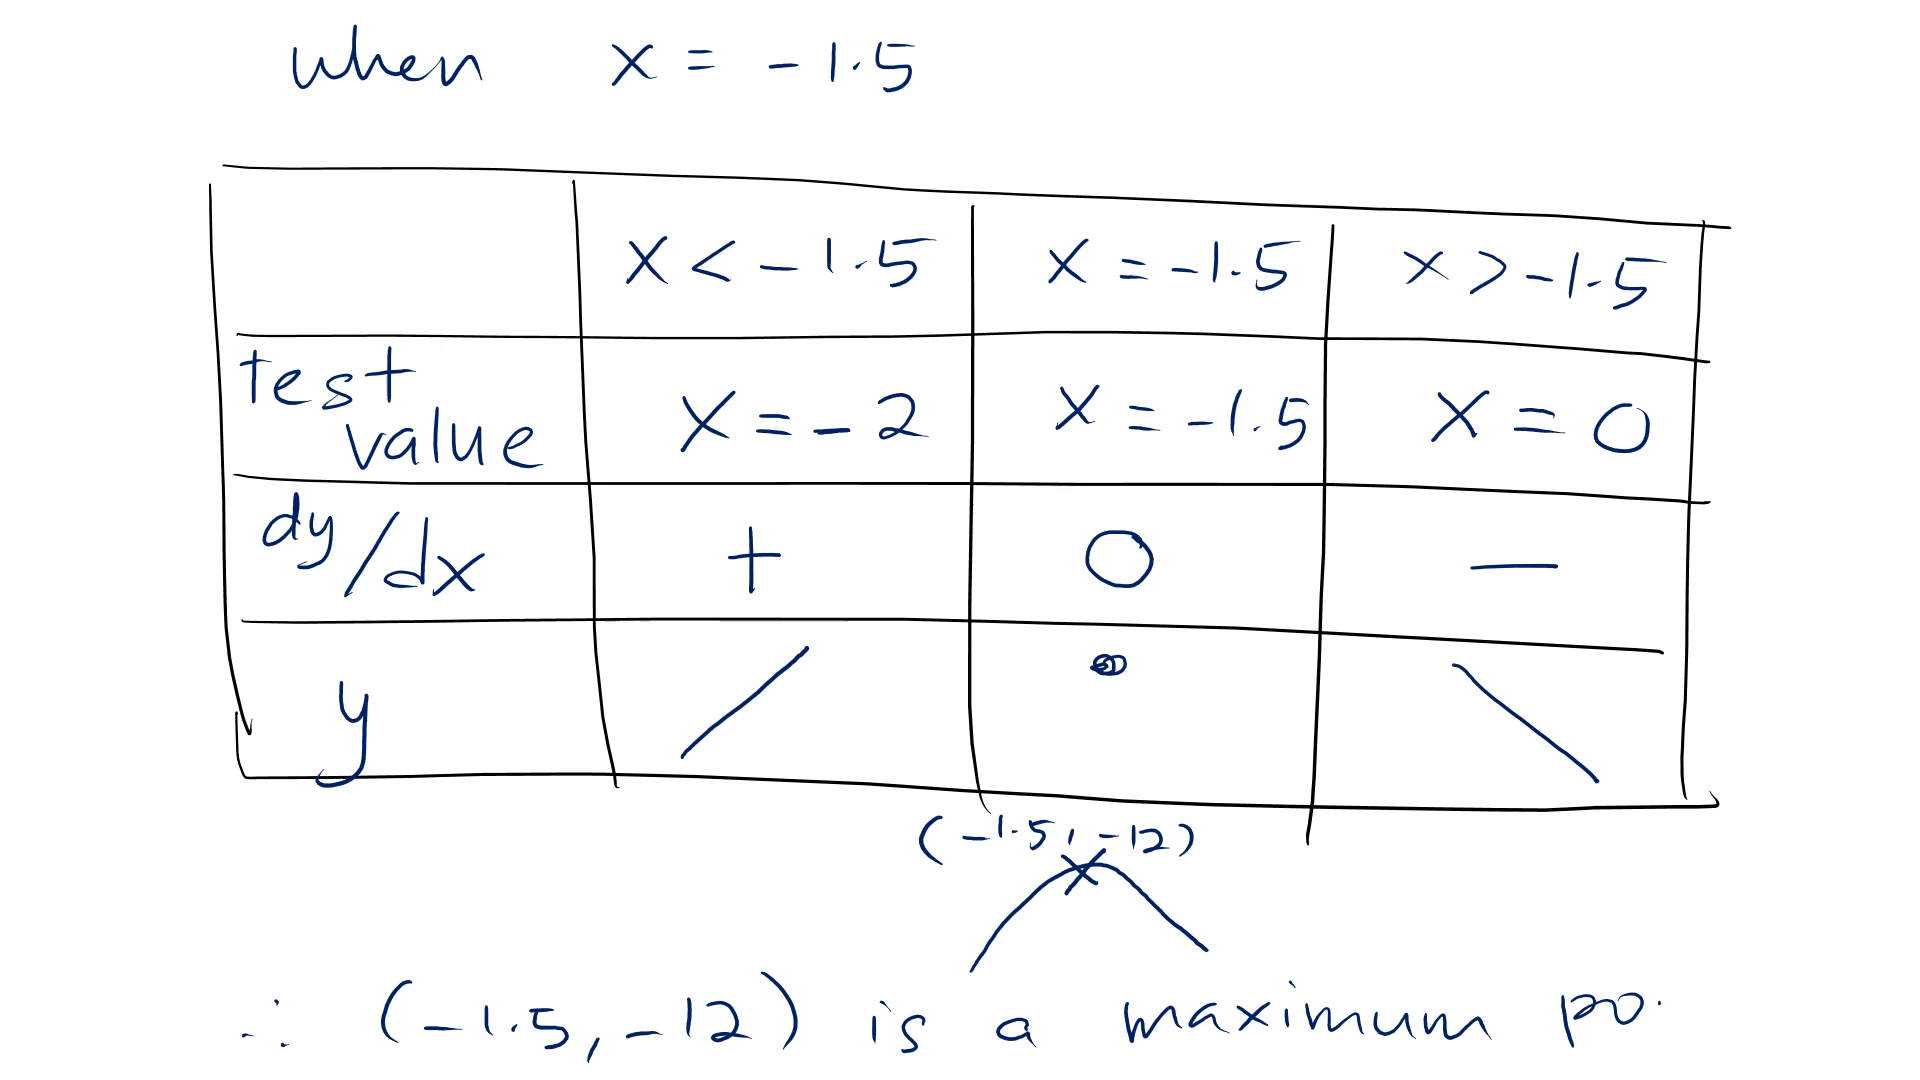 when x = -1.5
x < -1.5 x = -1.5 x > -1.5
test value x = -2 x = -1.5 x = 0
dy/dx + 0 —
y
(-1.5, -12)
∴ (-1.5, -12) is a maximum po